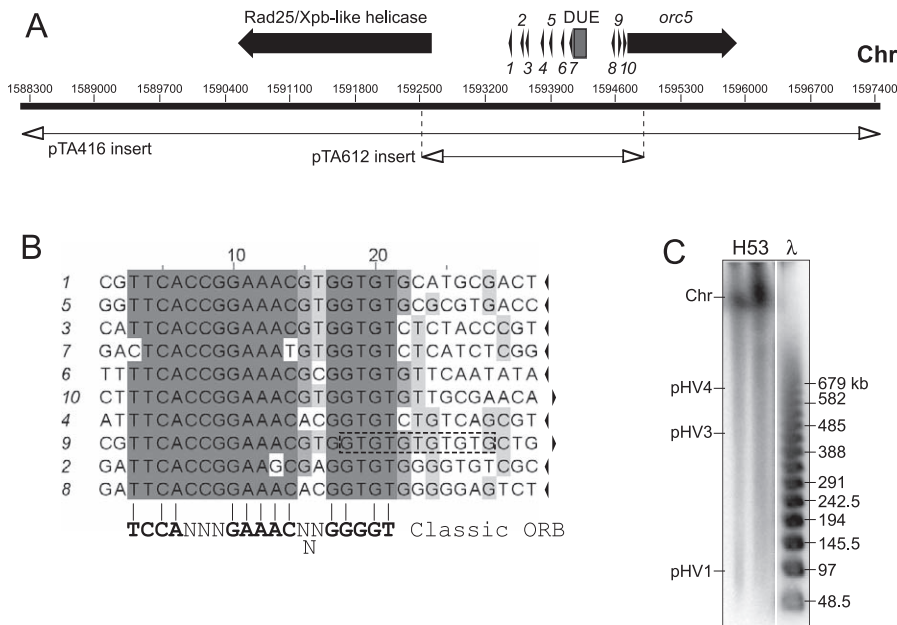 A
Rad25/Xpb-like helicase
2 5 DUE 9 orc5
1 3 4 6 7 8 10
Chr
1588300 1589000 1589700 1590400 1591100 1591800 1592500 1593200 1593900 1594600 1595300 1596000 1596700 1597400
pTA416 insert
pTA612 insert
B
10 20
1 CGTTCACCGGAAACGTGGTGTGCATGCGACT
5 GGTTCACCGGAAACGTGGTGTGCGCGTGACC
3 CATTCACCGGAAACGTGGTGTCTCTACCCGT
7 GACTCACCGGAAATGTGGTGTCTCATCTCGG
6 TTTTCACCGGAAACGCGGTGTGTTCAATATA
10 CTTTCACCGGAAACGTGGTGTGTTGCGAACA
4 ATTTCACCGGAAACACGGTGTCTGTCAGCGT
9 CGTTCACCGGAAACGTGGTGTGTGTGTGCTG
2 GATTCACCGGAAGCGAGGTGTGGGGTGTCGC
8 GATTCACCGGAAACACGGTGTGGGGGAGTCT
TCCANNNGAAACNNGGGGT Classic ORB
N
C
H53 λ
Chr
pHV4
pHV3
pHV1
679 kb
582
485
388
291
242.5
194
145.5
97
48.5